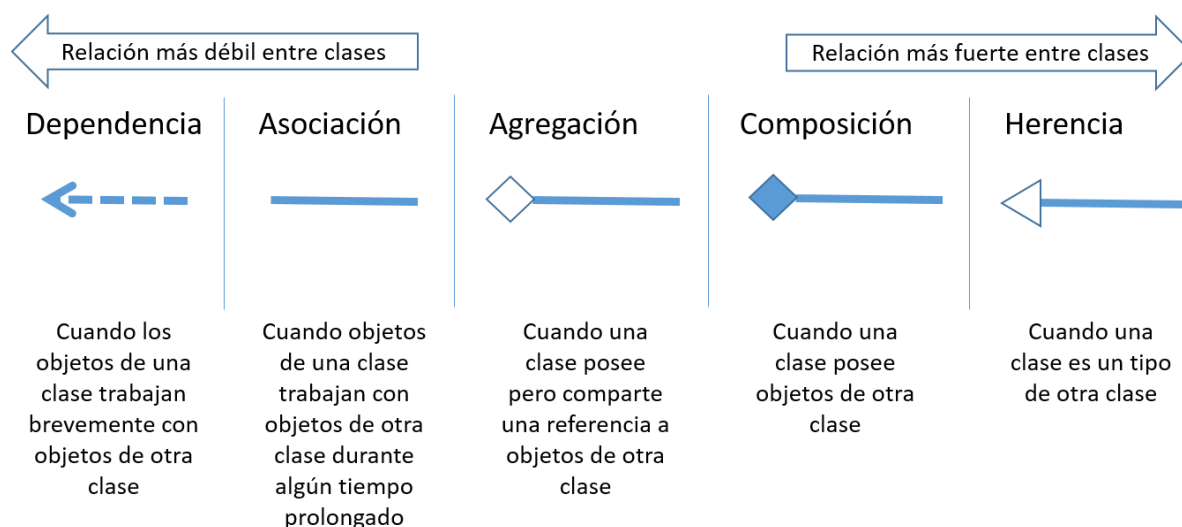 Relación más débil entre clases
Relación más fuerte entre clases
Dependencia
Asociación
Agregación
Composición
Herencia
Cuando los
objetos de una
clase trabajan
brevemente con
objetos de otra
clase
Cuando objetos
de una clase
trabajan con
objetos de otra
clase durante
algún tiempo
prolongado
Cuando una
clase posee
pero comparte
una referencia a
objetos de otra
clase
Cuando una
clase posee
objetos de otra
clase
Cuando una
clase es un tipo
de otra clase